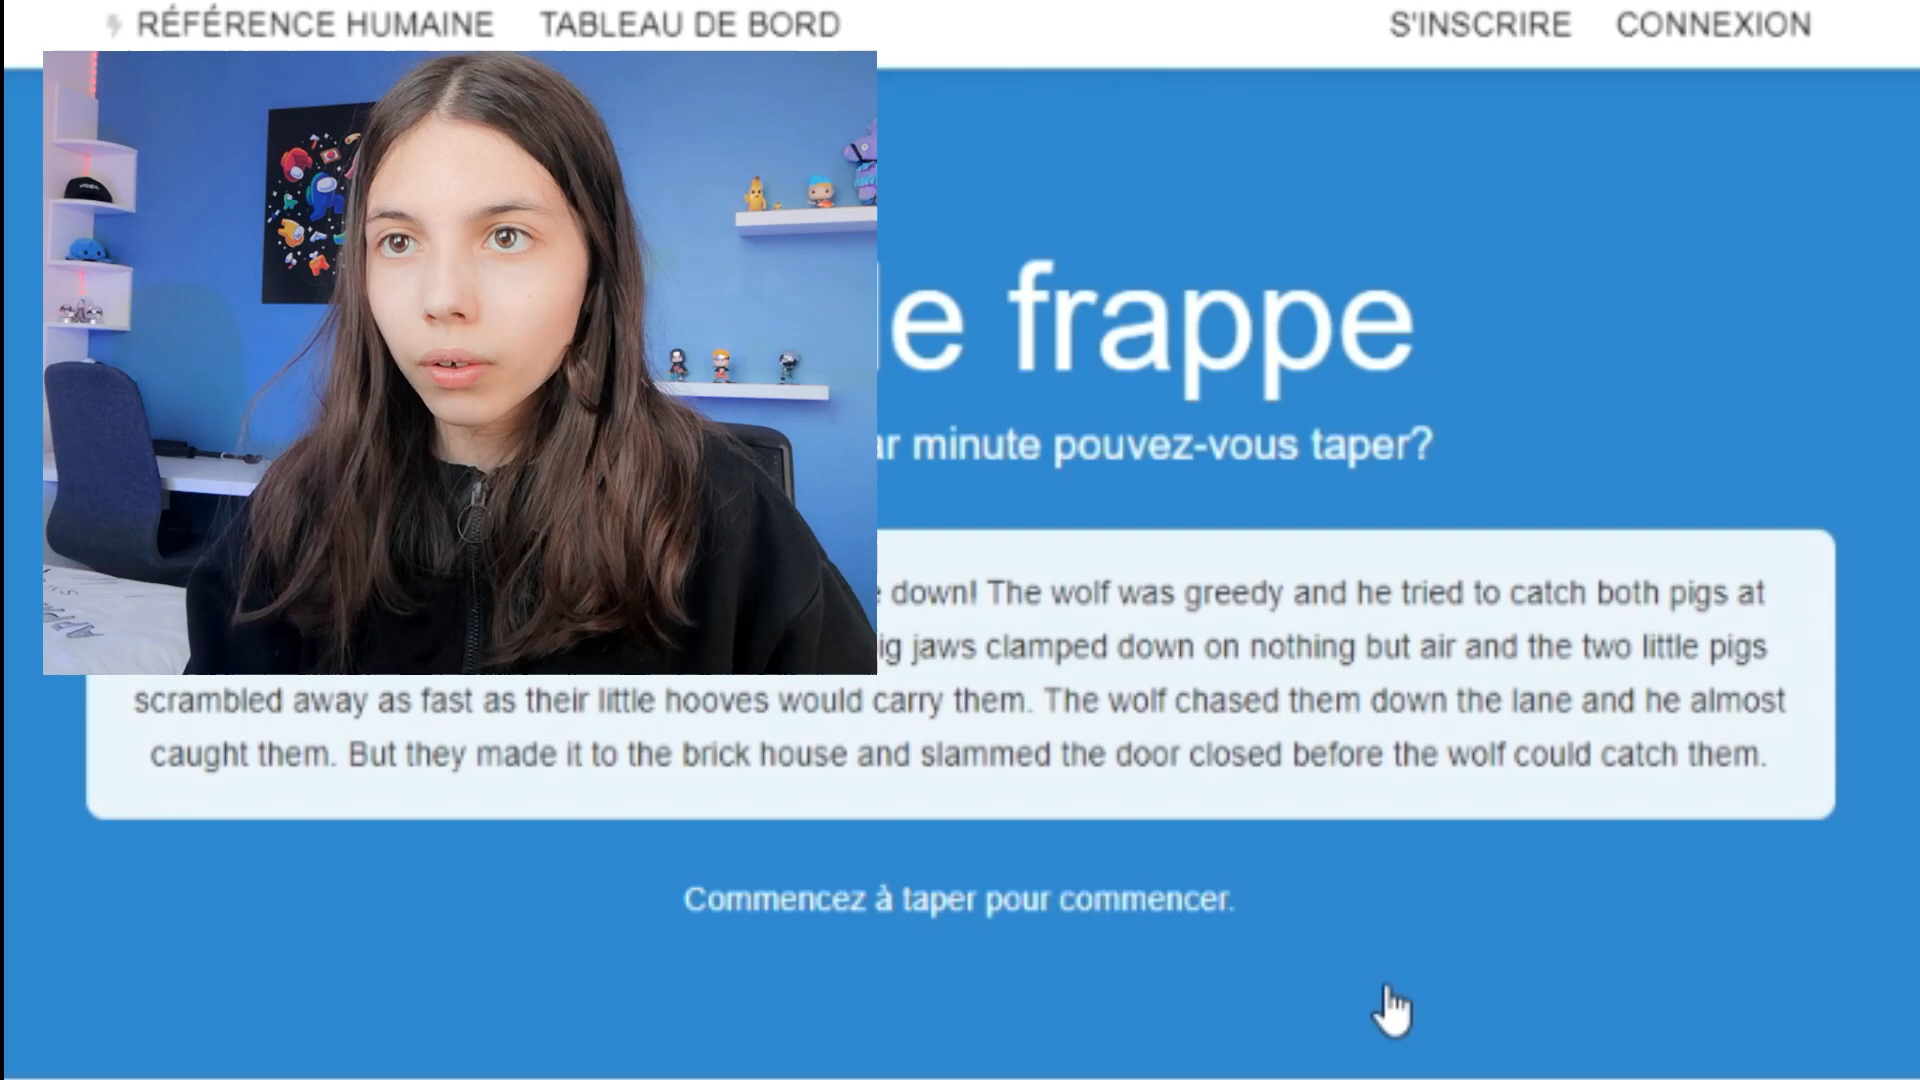 RÉFÉRENCE HUMAINE TABLEAU DE BORD S'INSCRIRE CONNEXION
e frappe
minute pouvez-vous taper?
down! The wolf was greedy and he tried to catch both pigs at
jaws clamped down on nothing but air and the two little pigs
scrambled away as fast as their little hooves would carry them. The wolf chased them down the lane and he almost
caught them. But they made it to the brick house and slammed the door closed before the wolf could catch them.
Commencez à taper pour commencer.